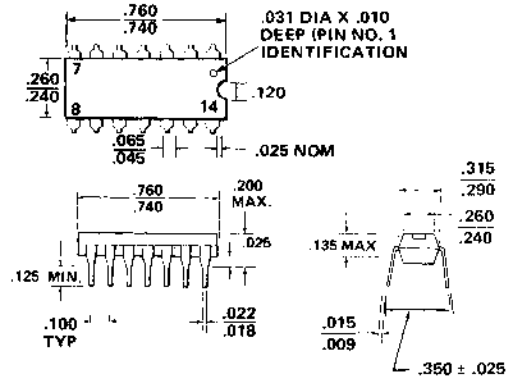 .760
.740
.031 DIA X .010
DEEP (PIN NO. 1
IDENTIFICATION
7
.260
.240
8
14
.120
.065
.045
.025 NOM
.760
.740
.200
MAX.
.025
.125 MIN.
.100
TYP
.022
.018
.315
.290
.260
.240
.135 MAX
.015
.009
.350 ± .025